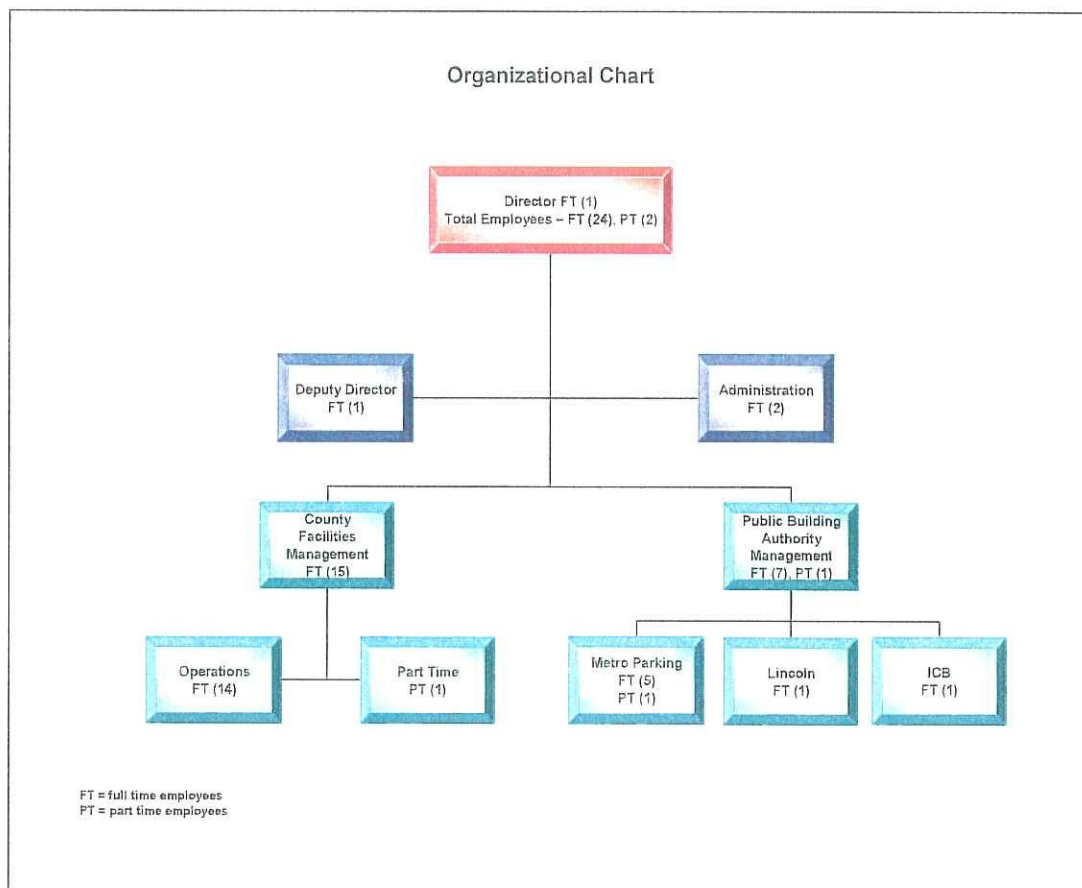 Organizational Chart
Director FT (1)
Total Employees – FT (24), PT (2)
Deputy Director
FT (1)
Administration
FT (2)
County
Facilities
Management
FT (15)
Public Building
Authority
Management
FT (7), PT (1)
Operations
FT (14)
Part Time
PT (1)
Metro Parking
FT (5)
PT (1)
Lincoln
FT (1)
ICB
FT (1)
FT = full time employees
PT = part time employees